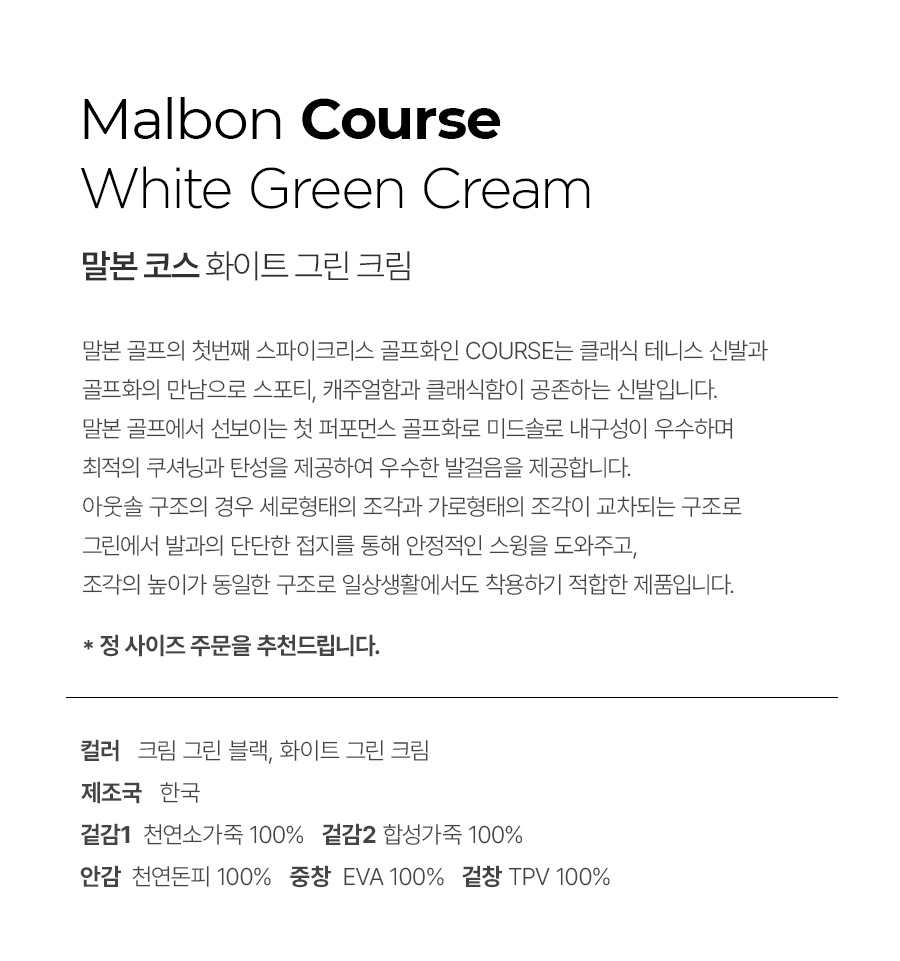 Malbon Course
White Green Cream
말본 코스 화이트 그린 크림
말본 골프의 첫번째 스파이크리스 골프화인 COURSE는 클래식 테니스 신발과
골프화의 만남으로 스포티, 캐주얼함과 클래식함이 공존하는 신발입니다.
말본 골프에서 선보이는 첫 퍼포먼스 골프화로 미드솔로 내구성이 우수하며
최적의 쿠셔닝과 탄성을 제공하여 우수한 발걸음을 제공합니다.
아웃솔 구조의 경우 세로형태의 조각과 가로형태의 조각이 교차되는 구조로
그린에서 발과의 단단한 접지를 통해 안정적인 스윙을 도와주고,
조각의 높이가 동일한 구조로 일상생활에서도 착용하기 적합한 제품입니다.
* 정 사이즈 주문을 추천드립니다.
컬러 크림 그린 블랙, 화이트 그린 크림
제조국 한국
겉감1 천연소가죽 100% 겉감2 합성가죽 100%
안감 천연돈피 100% 중창 EVA 100% 겉창 TPV 100%